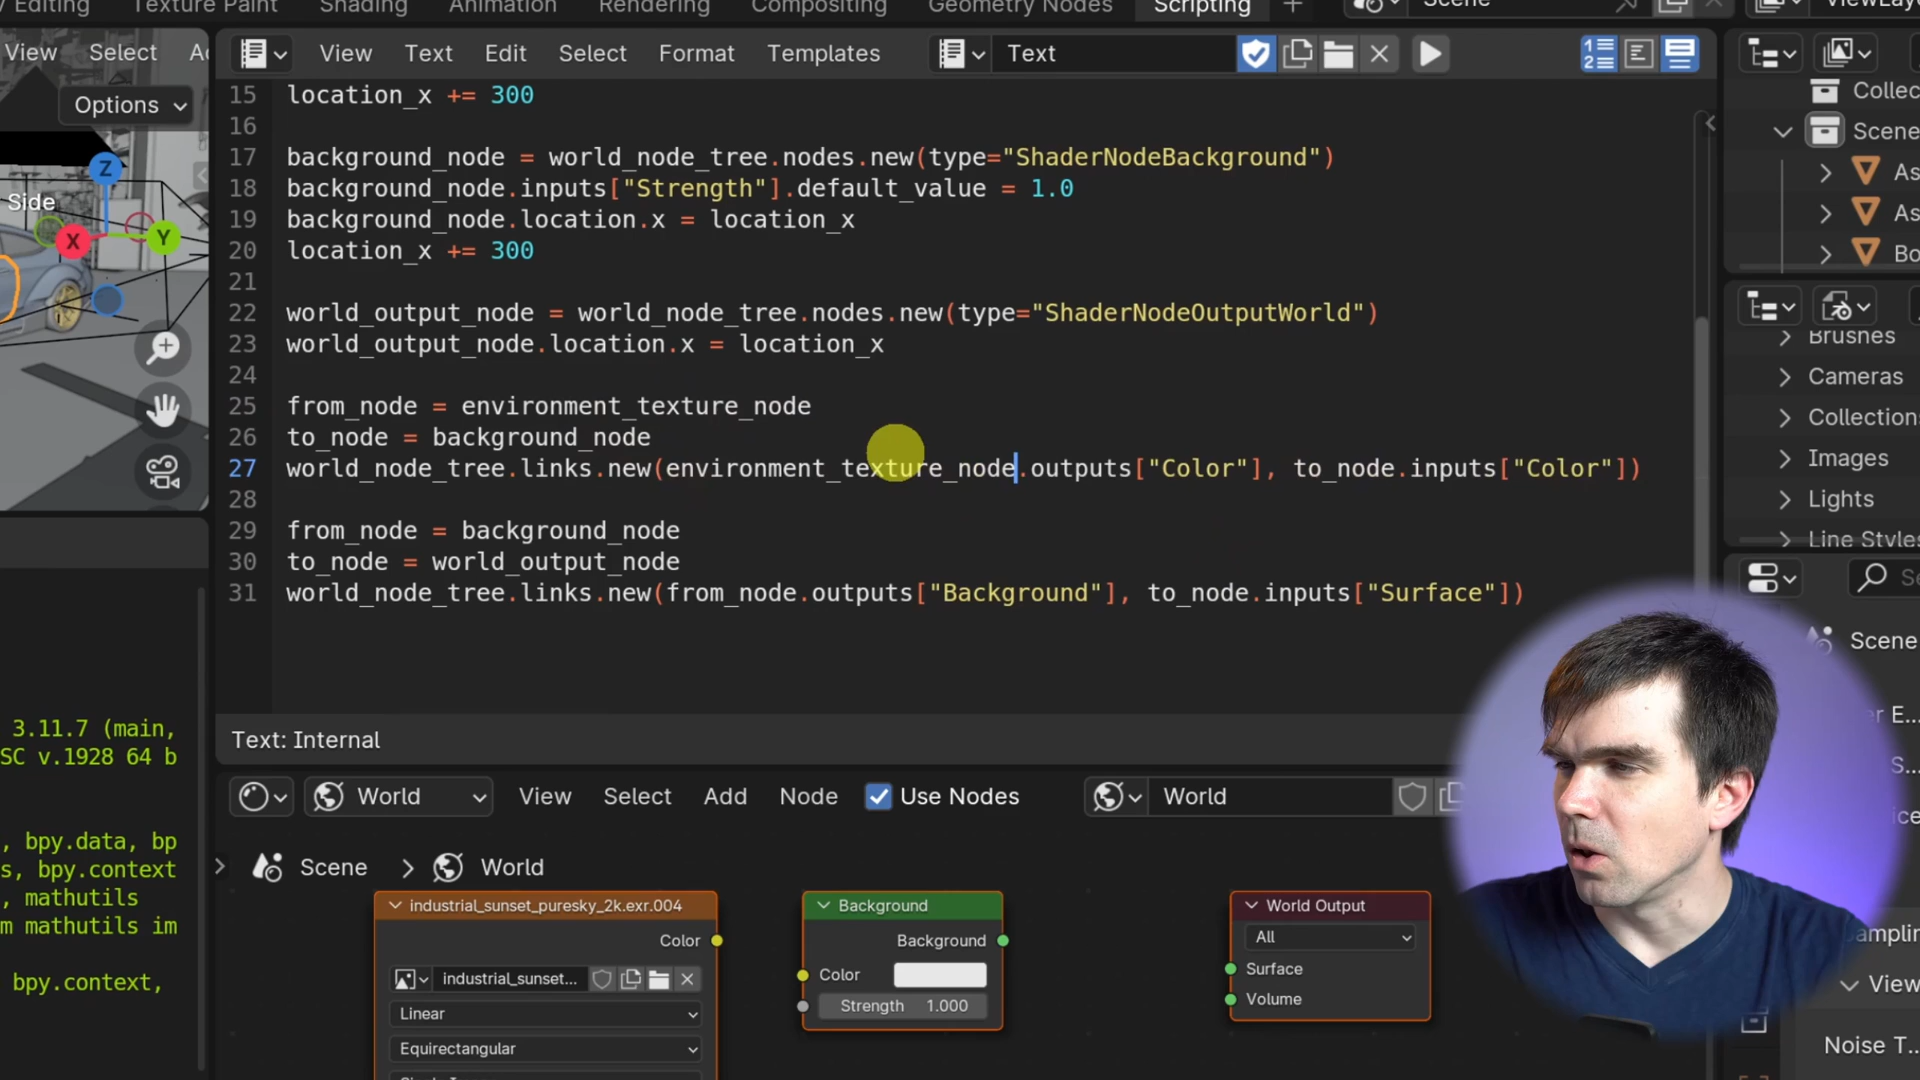 Editing
Texture Paint
Shading
Animation
Rendering
Compositing
Geometry Nodes
Scripting
Scene
View Select
View Text Edit Select Format Templates
Text
Options
Side
Z
X
Y
15 location_x += 300
16
17 background_node = world_node_tree.nodes.new(type="ShaderNodeBackground")
18 background_node.inputs["Strength"].default_value = 1.0
19 background_node.location.x = location_x
20 location_x += 300
21
22 world_output_node = world_node_tree.nodes.new(type="ShaderNodeOutputWorld")
23 world_output_node.location.x = location_x
24
25 from_node = environment_texture_node
26 to_node = background_node
27 world_node_tree.links.new(environment_texture_node.outputs["Color"], to_node.inputs["Color"])
28
29 from_node = background_node
30 to_node = world_output_node
31 world_node_tree.links.new(from_node.outputs["Background"], to_node.inputs["Surface"])
Text: Internal
3.11.7 (main,
SC v.1928 64 b
, bpy.data, bp
s, bpy.context
, mathutils
m mathutils im
bpy.context,
World View Select Add Node Use Nodes World
Scene > World
industrial_sunset_puresky_2k.exr.004
Color
industrial_sunset...
Linear
Equirectangular
Background
Background
Color
Strength 1.000
World Output
All
Surface
Volume
Collec
Scene
As
As
Bo
Brushes
Cameras
Collections
Images
Lights
Line Styles
Scene
View
Noise T...